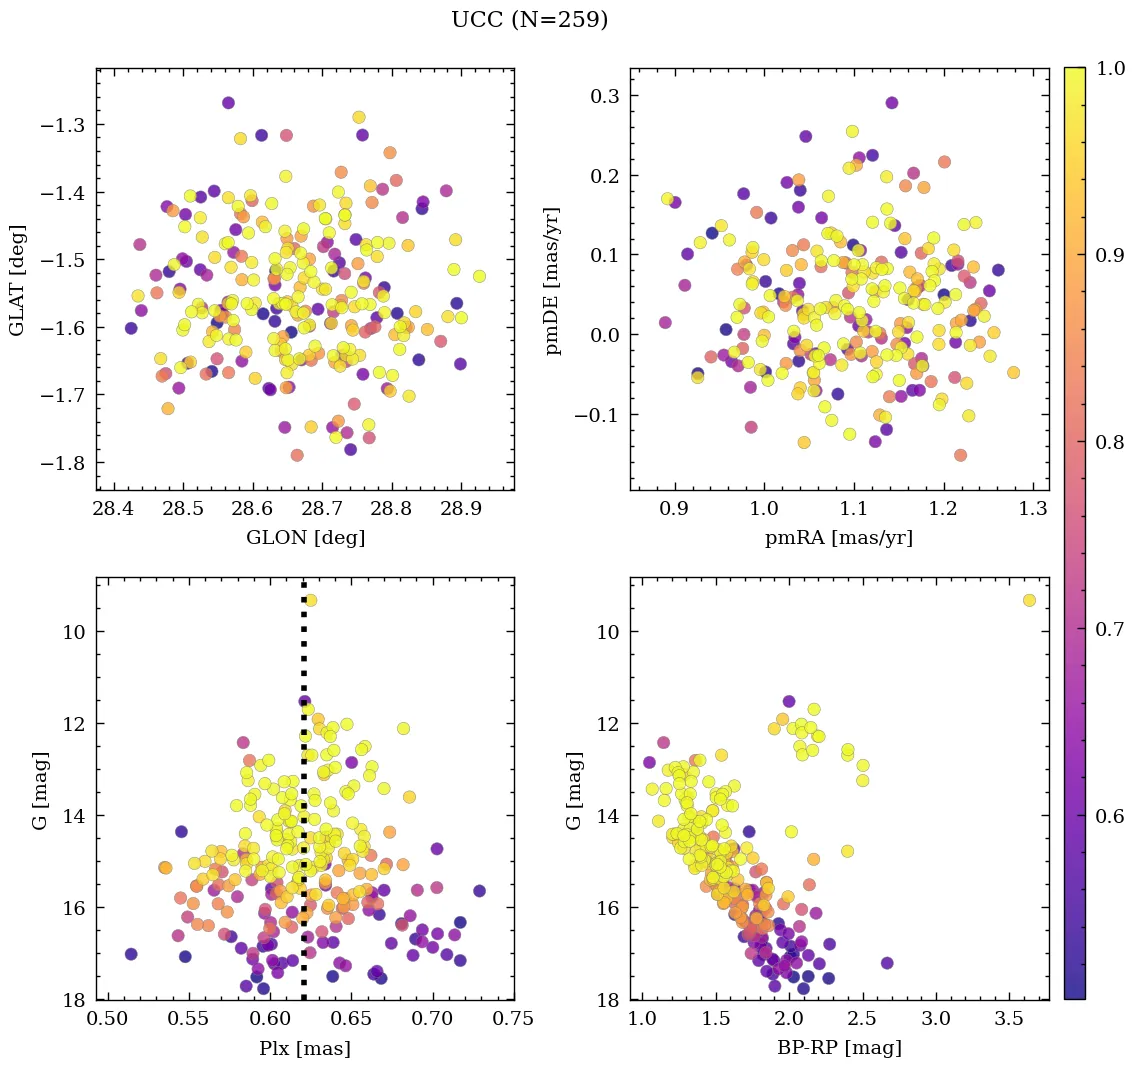 UCC (N=259)
−1.3
−1.4
−1.5
−1.6
−1.7
−1.8
GLAT [deg]
28.4 28.5 28.6 28.7 28.8 28.9
GLON [deg]
0.3
0.2
0.1
0.0
−0.1
pmDE [mas/yr]
0.9 1.0 1.1 1.2 1.3
pmRA [mas/yr]
10
12
14
16
18
G [mag]
0.50 0.55 0.60 0.65 0.70 0.75
Plx [mas]
10
12
14
16
18
G [mag]
1.0 1.5 2.0 2.5 3.0 3.5
BP-RP [mag]
1.0
0.9
0.8
0.7
0.6